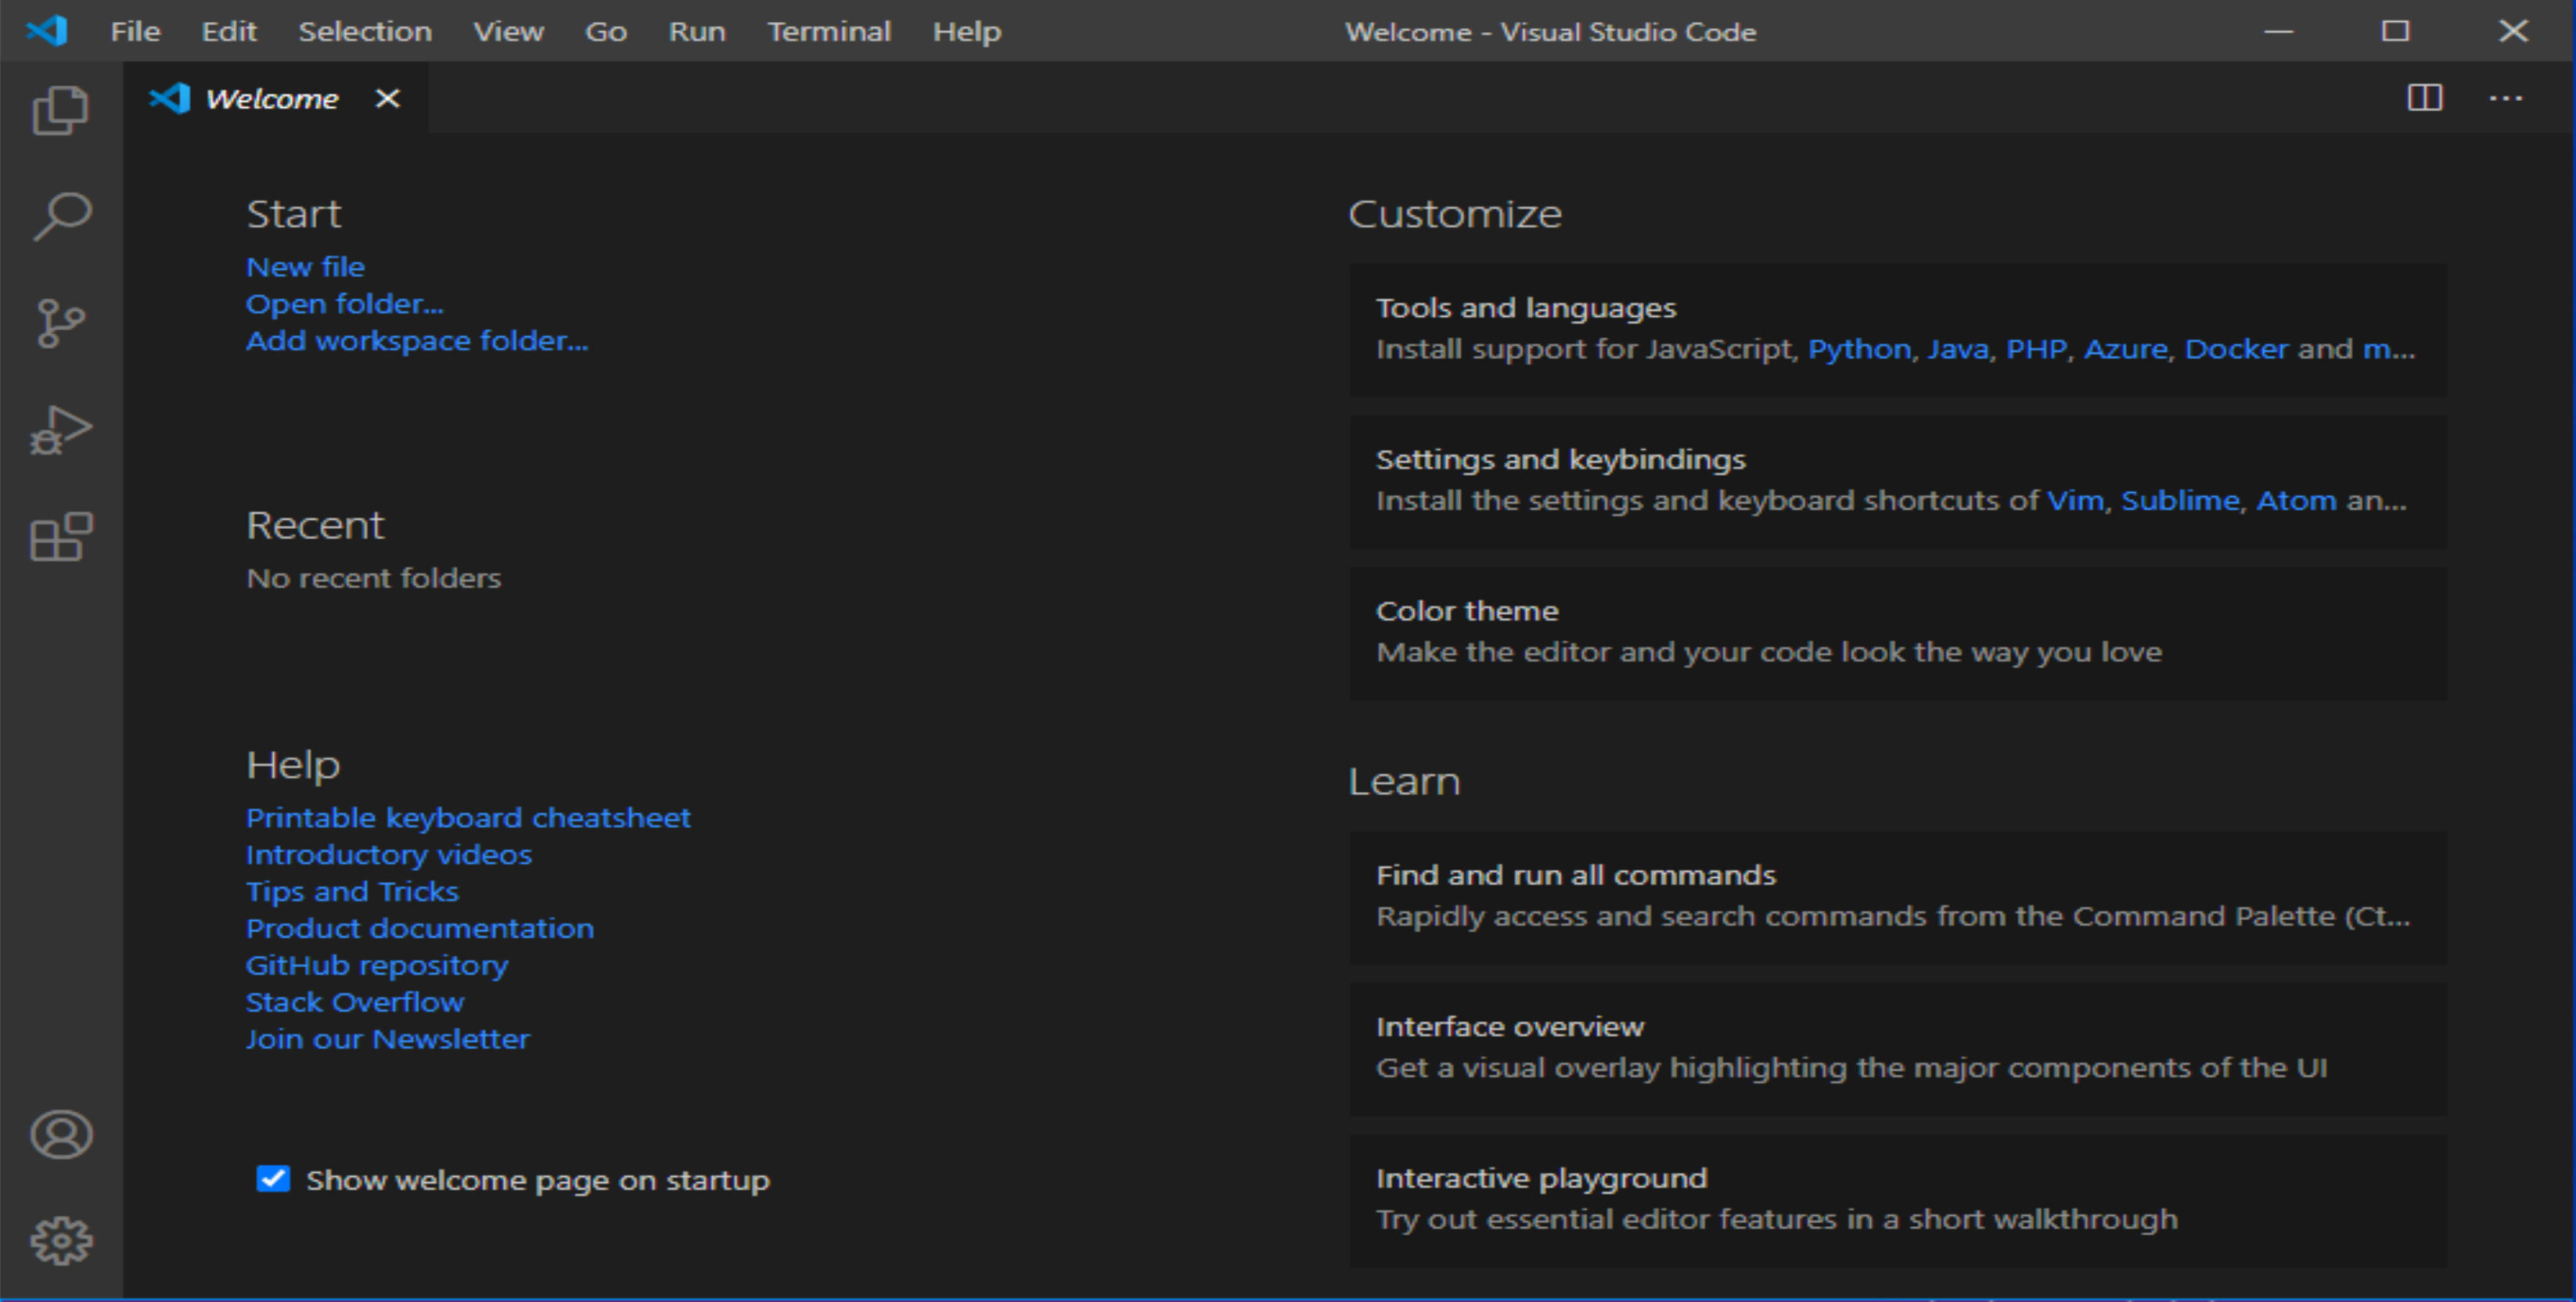 File Edit Selection View Go Run Terminal Help Welcome - Visual Studio Code
Welcome
Start
New file
Open folder...
Add workspace folder...
Recent
No recent folders
Help
Printable keyboard cheatsheet
Introductory videos
Tips and Tricks
Product documentation
GitHub repository
Stack Overflow
Join our Newsletter
Show welcome page on startup
Customize
Tools and languages
Install support for JavaScript, Python, Java, PHP, Azure, Docker and m...
Settings and keybindings
Install the settings and keyboard shortcuts of Vim, Sublime, Atom an...
Color theme
Make the editor and your code look the way you love
Learn
Find and run all commands
Rapidly access and search commands from the Command Palette (Ct...
Interface overview
Get a visual overlay highlighting the major components of the UI
Interactive playground
Try out essential editor features in a short walkthrough